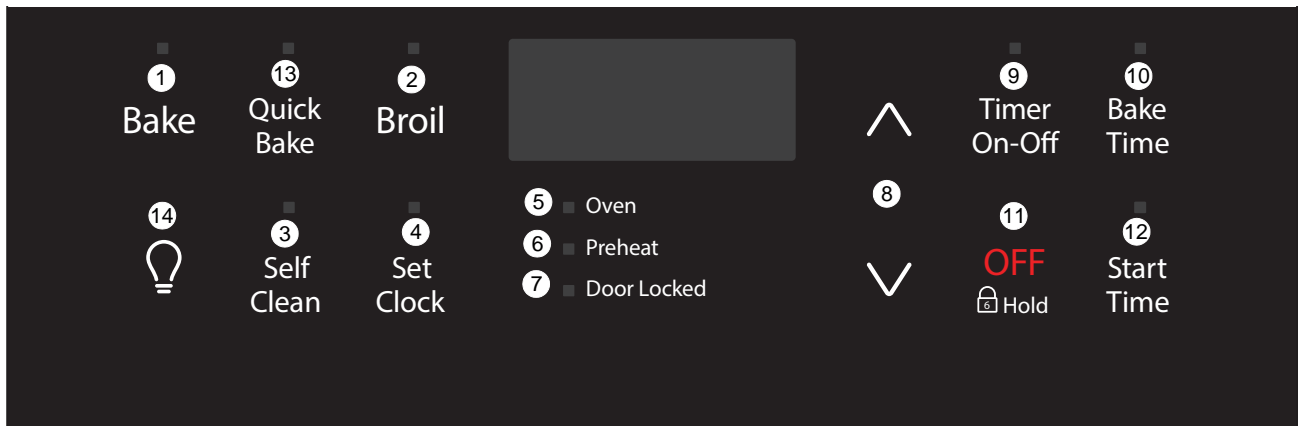 1
Bake
13
Quick
Bake
2
Broil
9
Timer
On-Off
10
Bake
Time
14
3
Self
Clean
4
Set
Clock
5 Oven
6 Preheat
7 Door Locked
8
11
OFF
6 Hold
12
Start
Time